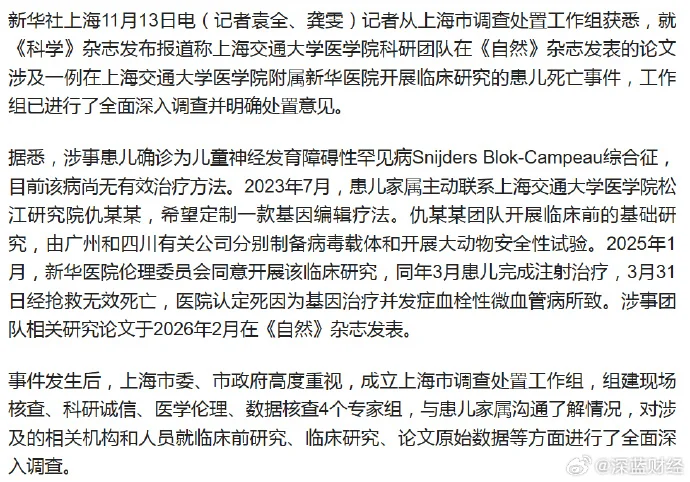 新华社上海11月13日电（记者袁全、龚雯）记者从上海市调查处置工作组获悉，就
《科学》杂志发布报道称上海交通大学医学院科研团队在《自然》杂志发表的论文
涉及一例在上海交通大学医学院附属新华医院开展临床研究的患儿死亡事件，工作
组已进行了全面深入调查并明确处置意见。
据悉，涉事患儿确诊为儿童神经发育障碍性罕见病Snijders Blok-Campeau综合征，
目前该病尚无有效治疗方法。2023年7月，患儿家属主动联系上海交通大学医学院松
江研究院仇某某，希望定制一款基因编辑疗法。仇某某团队开展临床前的基础研
究，由广州和四川有关公司分别制备病毒载体和开展大动物安全性试验。2025年1
月，新华医院伦理委员会同意开展该临床研究，同年3月患儿完成注射治疗，3月31
日经抢救无效死亡，医院认定死因为基因治疗并发症血栓性微血管病所致。涉事团
队相关研究论文于2026年2月在《自然》杂志发表。
事件发生后，上海市委、市政府高度重视，成立上海市调查处置工作组，组建现场
核查、科研诚信、医学伦理、数据核查4个专家组，与患儿家属沟通了解情况，对涉
及的相关机构和人员就临床前研究、临床研究、论文原始数据等方面进行了全面深
入调查。
@深蓝财经